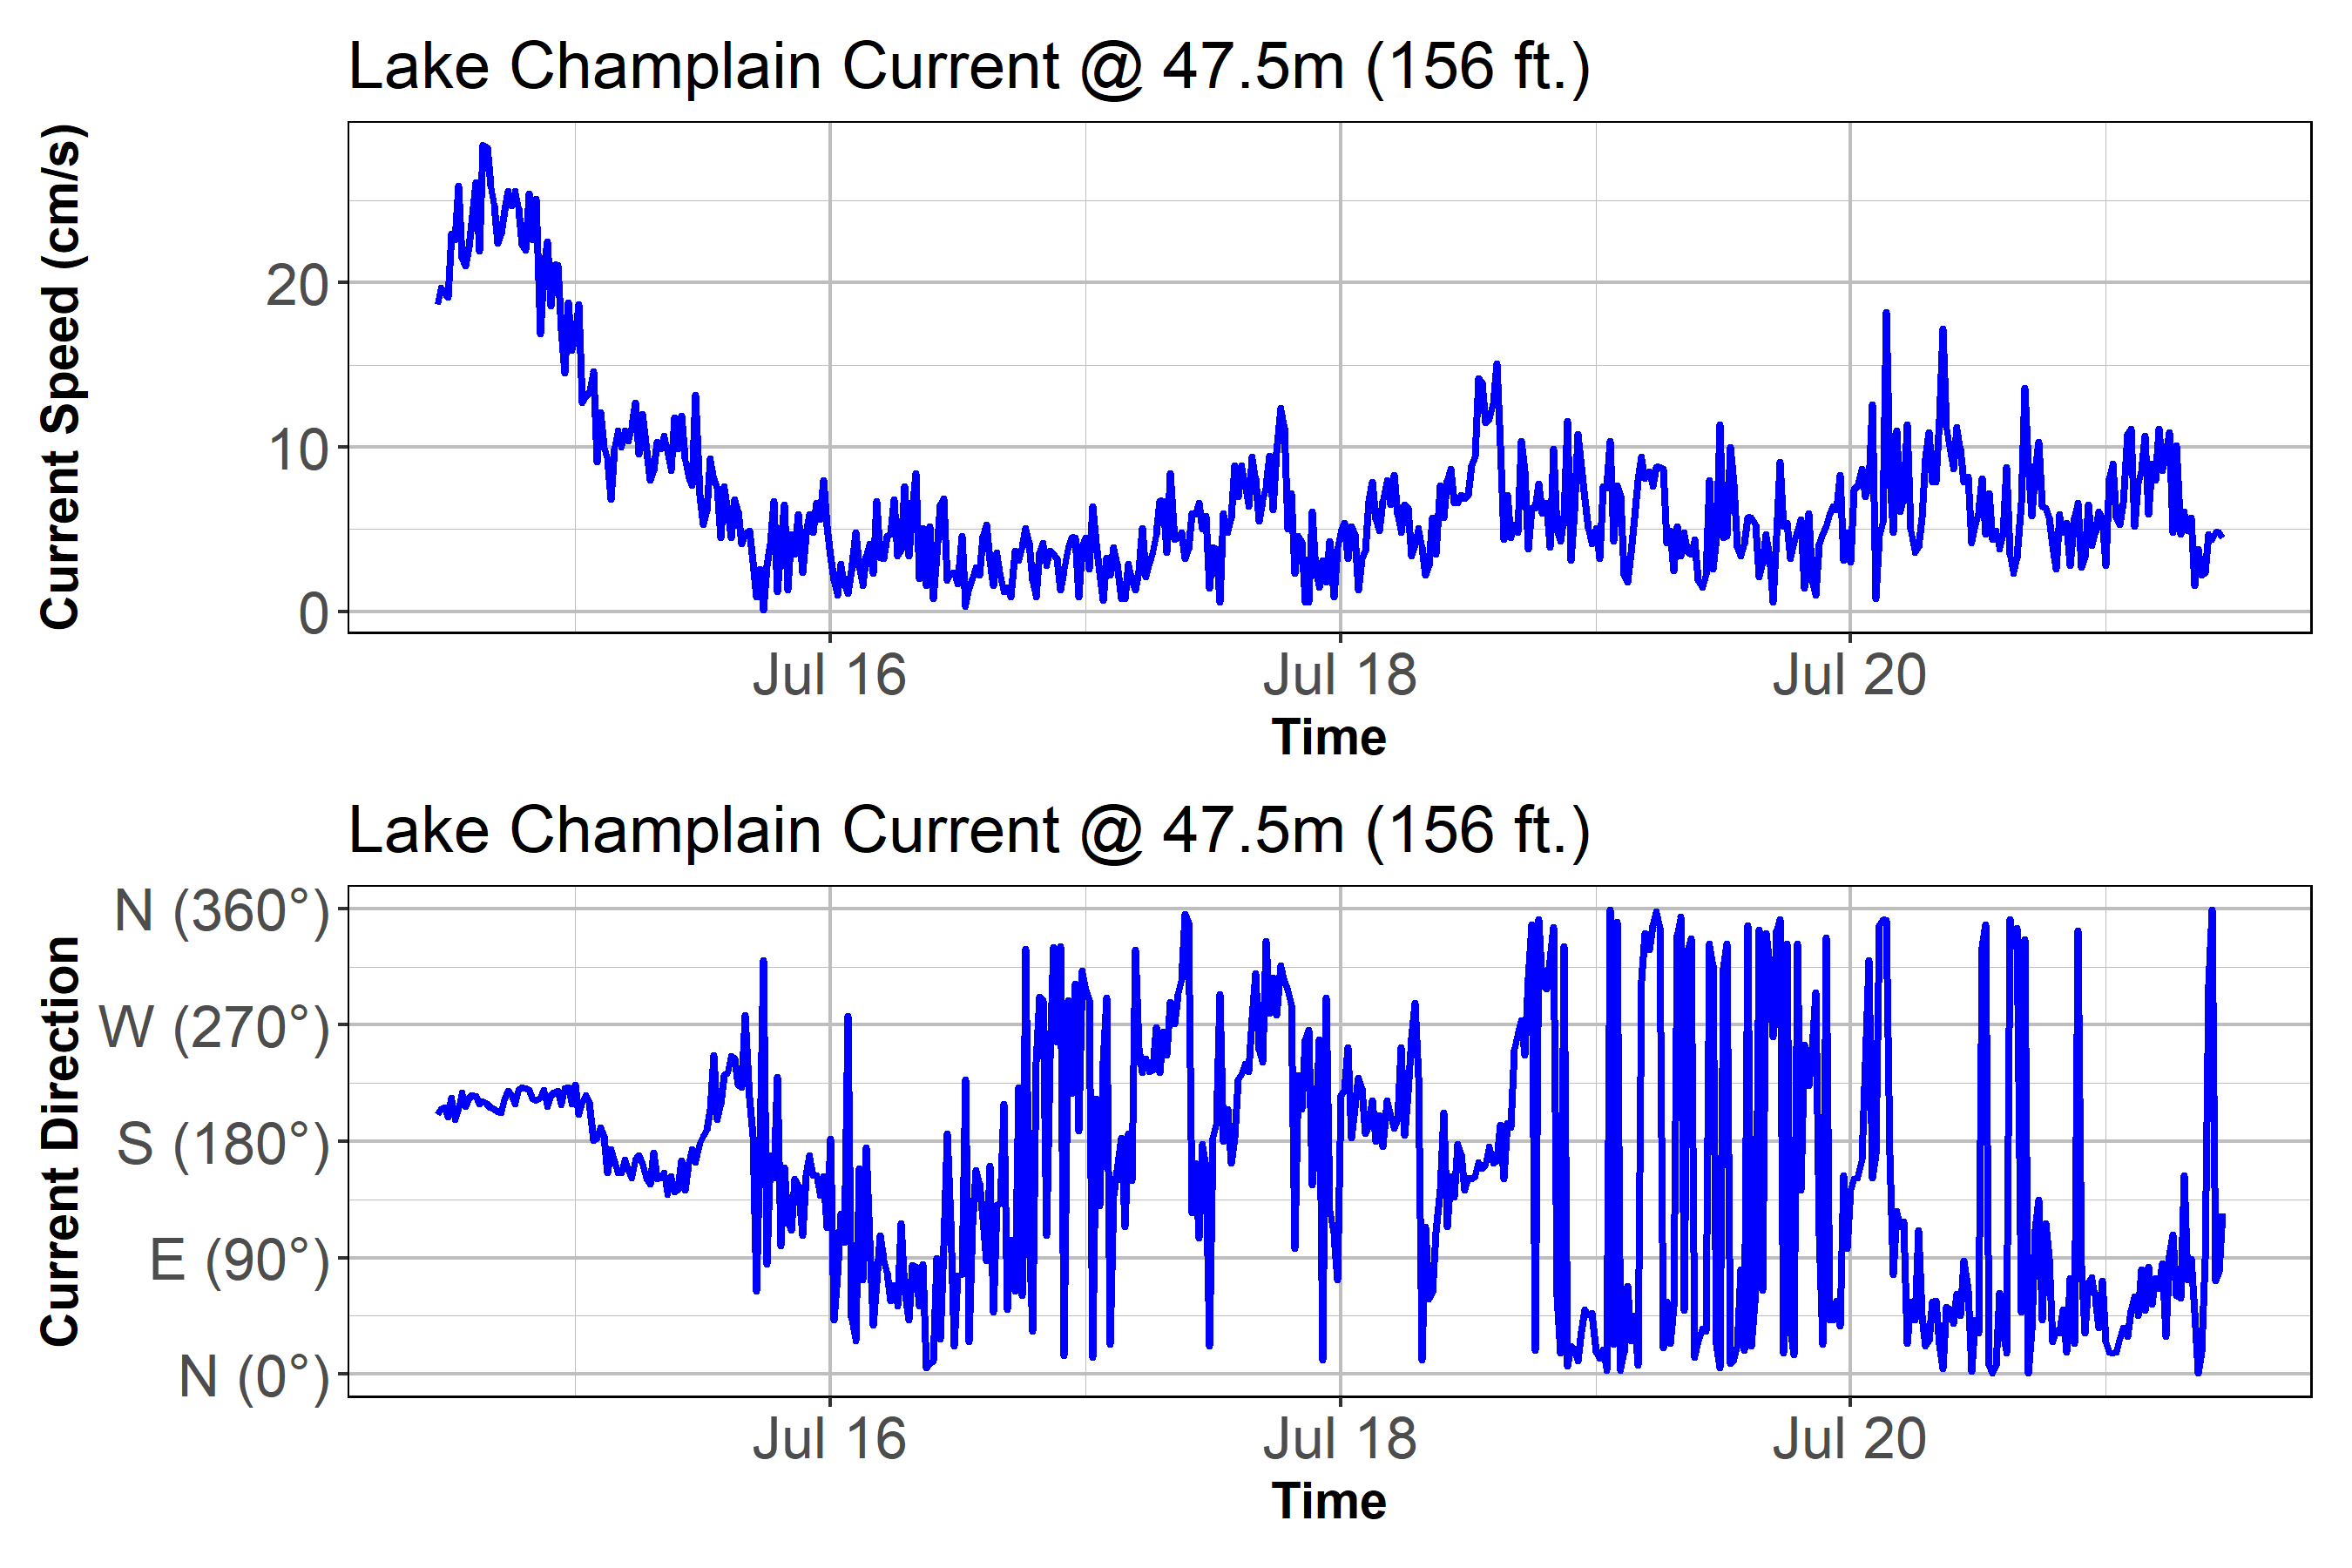 Lake Champlain Current @ 47.5m (156 ft.)
Current Speed (cm/s)
20
10
0
Jul 16 Jul 18 Jul 20
Time
Lake Champlain Current @ 47.5m (156 ft.)
Current Direction
N (360°)
W (270°)
S (180°)
E (90°)
N (0°)
Jul 16 Jul 18 Jul 20
Time